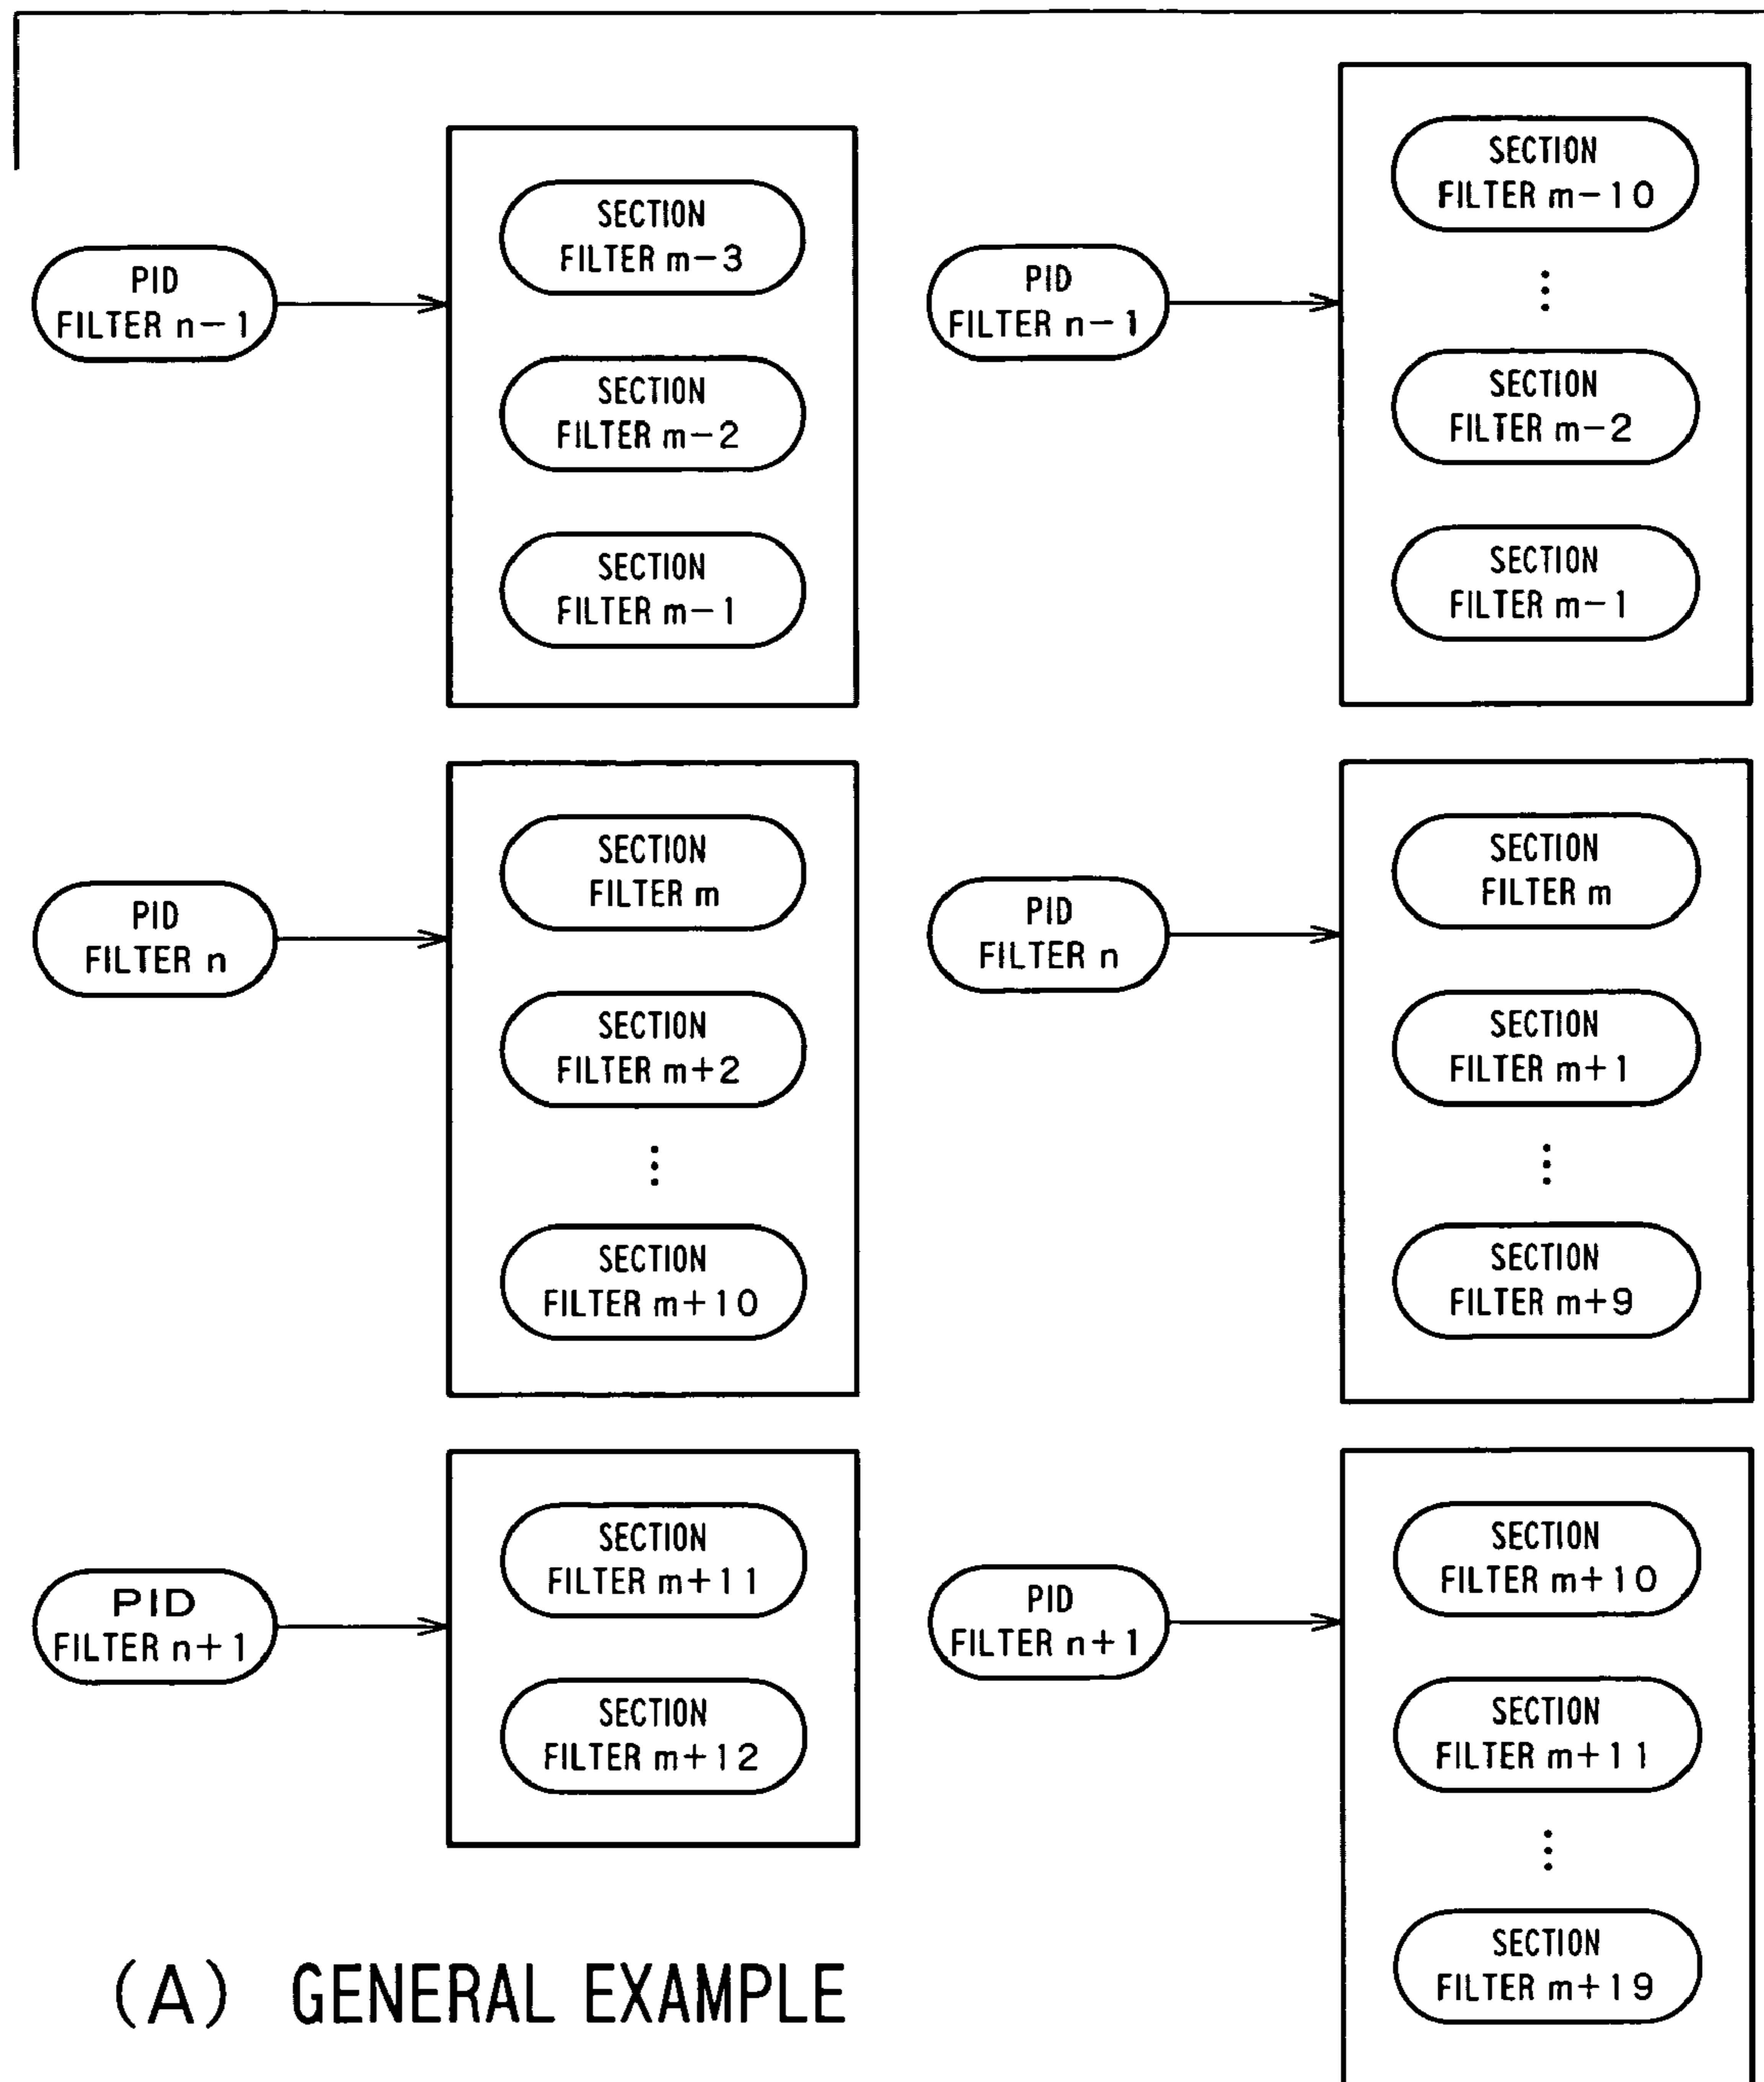 PID
FILTER n-1
SECTION
FILTER m-3
SECTION
FILTER m-2
SECTION
FILTER m-1
PID
FILTER n
SECTION
FILTER m
SECTION
FILTER m+2
⋮
SECTION
FILTER m+10
PID
FILTER n+1
SECTION
FILTER m+11
SECTION
FILTER m+12
(A) GENERAL EXAMPLE
PID
FILTER n-1
SECTION
FILTER m-10
⋮
SECTION
FILTER m-2
SECTION
FILTER m-1
PID
FILTER n
SECTION
FILTER m
SECTION
FILTER m+1
⋮
SECTION
FILTER m+9
PID
FILTER n+1
SECTION
FILTER m+10
SECTION
FILTER m+11
⋮
SECTION
FILTER m+19